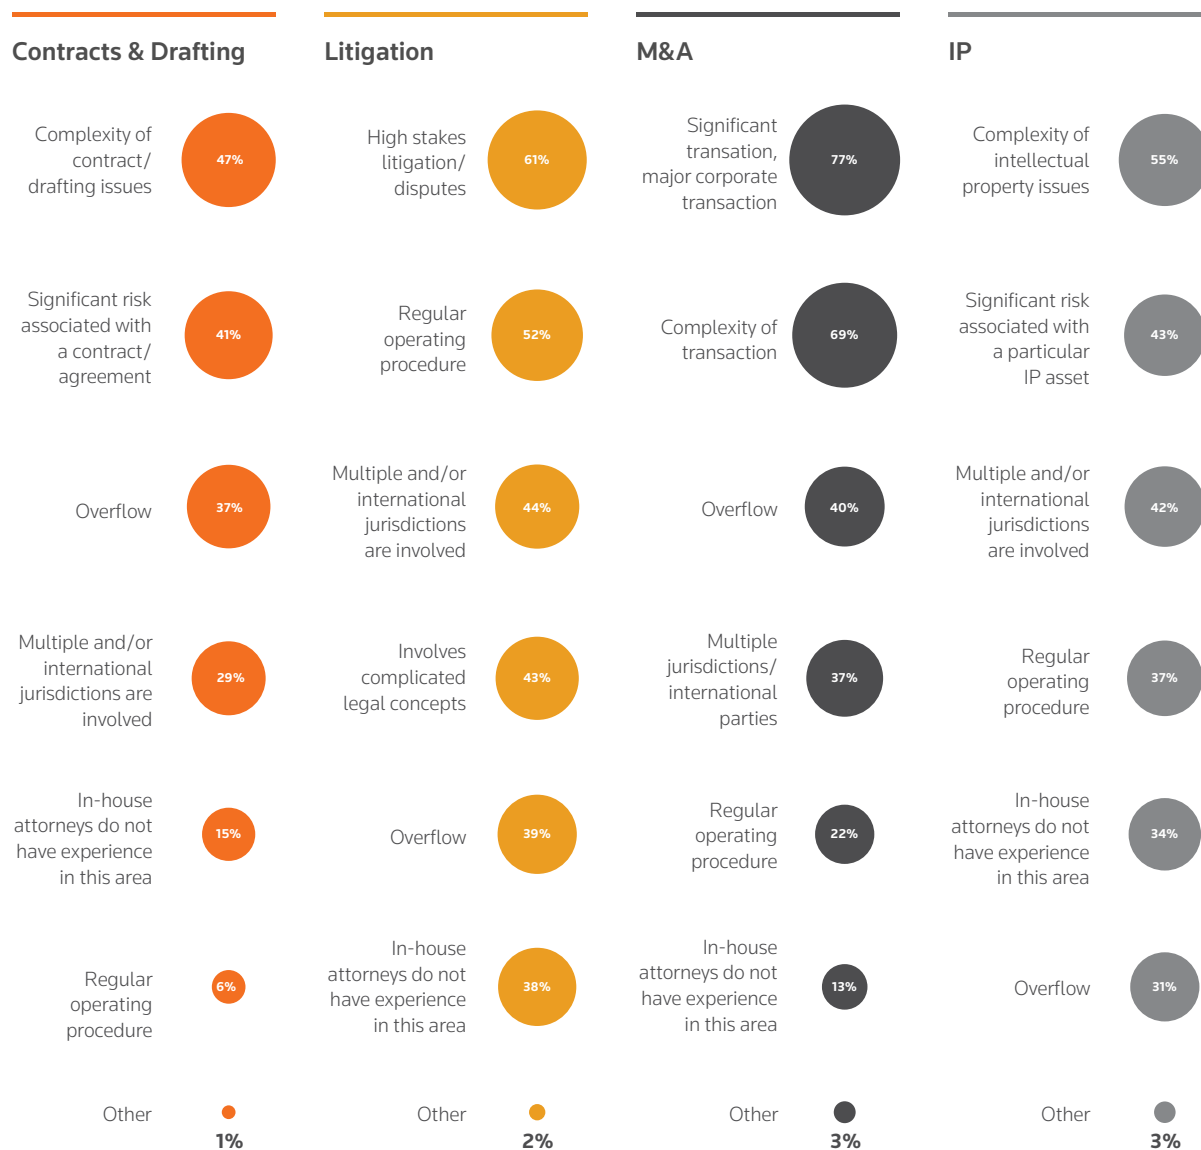 Contracts & Drafting
Complexity of
contract/
drafting issues
47%
Significant risk
associated with
a contract/
agreement
41%
Overflow
37%
Multiple and/or
international
jurisdictions are
involved
29%
In-house
attorneys do not
have experience
in this area
15%
Regular
operating
procedure
6%
Other
1%
Litigation
High stakes
litigation/
disputes
61%
Regular
operating
procedure
52%
Multiple and/or
international
jurisdictions
are involved
44%
Involves
complicated
legal concepts
43%
Overflow
39%
In-house
attorneys do not
have experience
in this area
38%
Other
2%
M&A
Significant
transation,
major corporate
transaction
77%
Complexity of
transaction
69%
Overflow
40%
Multiple
jurisdictions/
international
parties
37%
Regular
operating
procedure
22%
In-house
attorneys do not
have experience
in this area
13%
Other
3%
IP
Complexity of
intellectual
property issues
55%
Significant risk
associated with
a particular
IP asset
43%
Multiple and/or
international
jurisdictions
are involved
42%
Regular
operating
procedure
37%
In-house
attorneys do not
have experience
in this area
34%
Overflow
31%
Other
3%